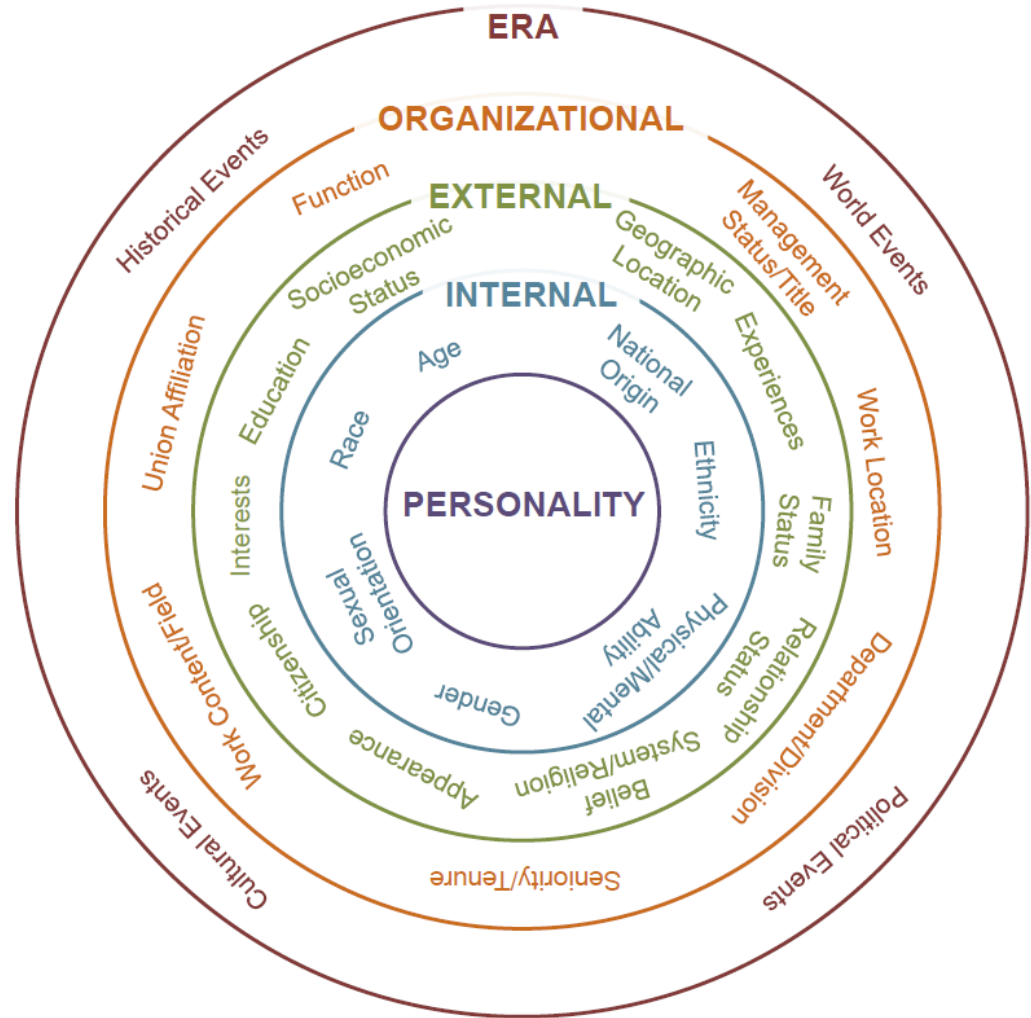 ERA
Historical Events
World Events
Political Events
Cultural Events
ORGANIZATIONAL
Function
Management
Status/Title
Work Location
Department/Division
Seniority/Tenure
Work Content/Field
Union Affiliation
EXTERNAL
Socioeconomic
Status
Geographic
Location
Experiences
Family
Status
Relationship
Status
Belief
System/Religion
Appearance
Citizenship
Interests
Education
INTERNAL
Age
National
Origin
Ethnicity
Physical/Mental
Ability
Gender
Sexual
Orientation
Race
PERSONALITY